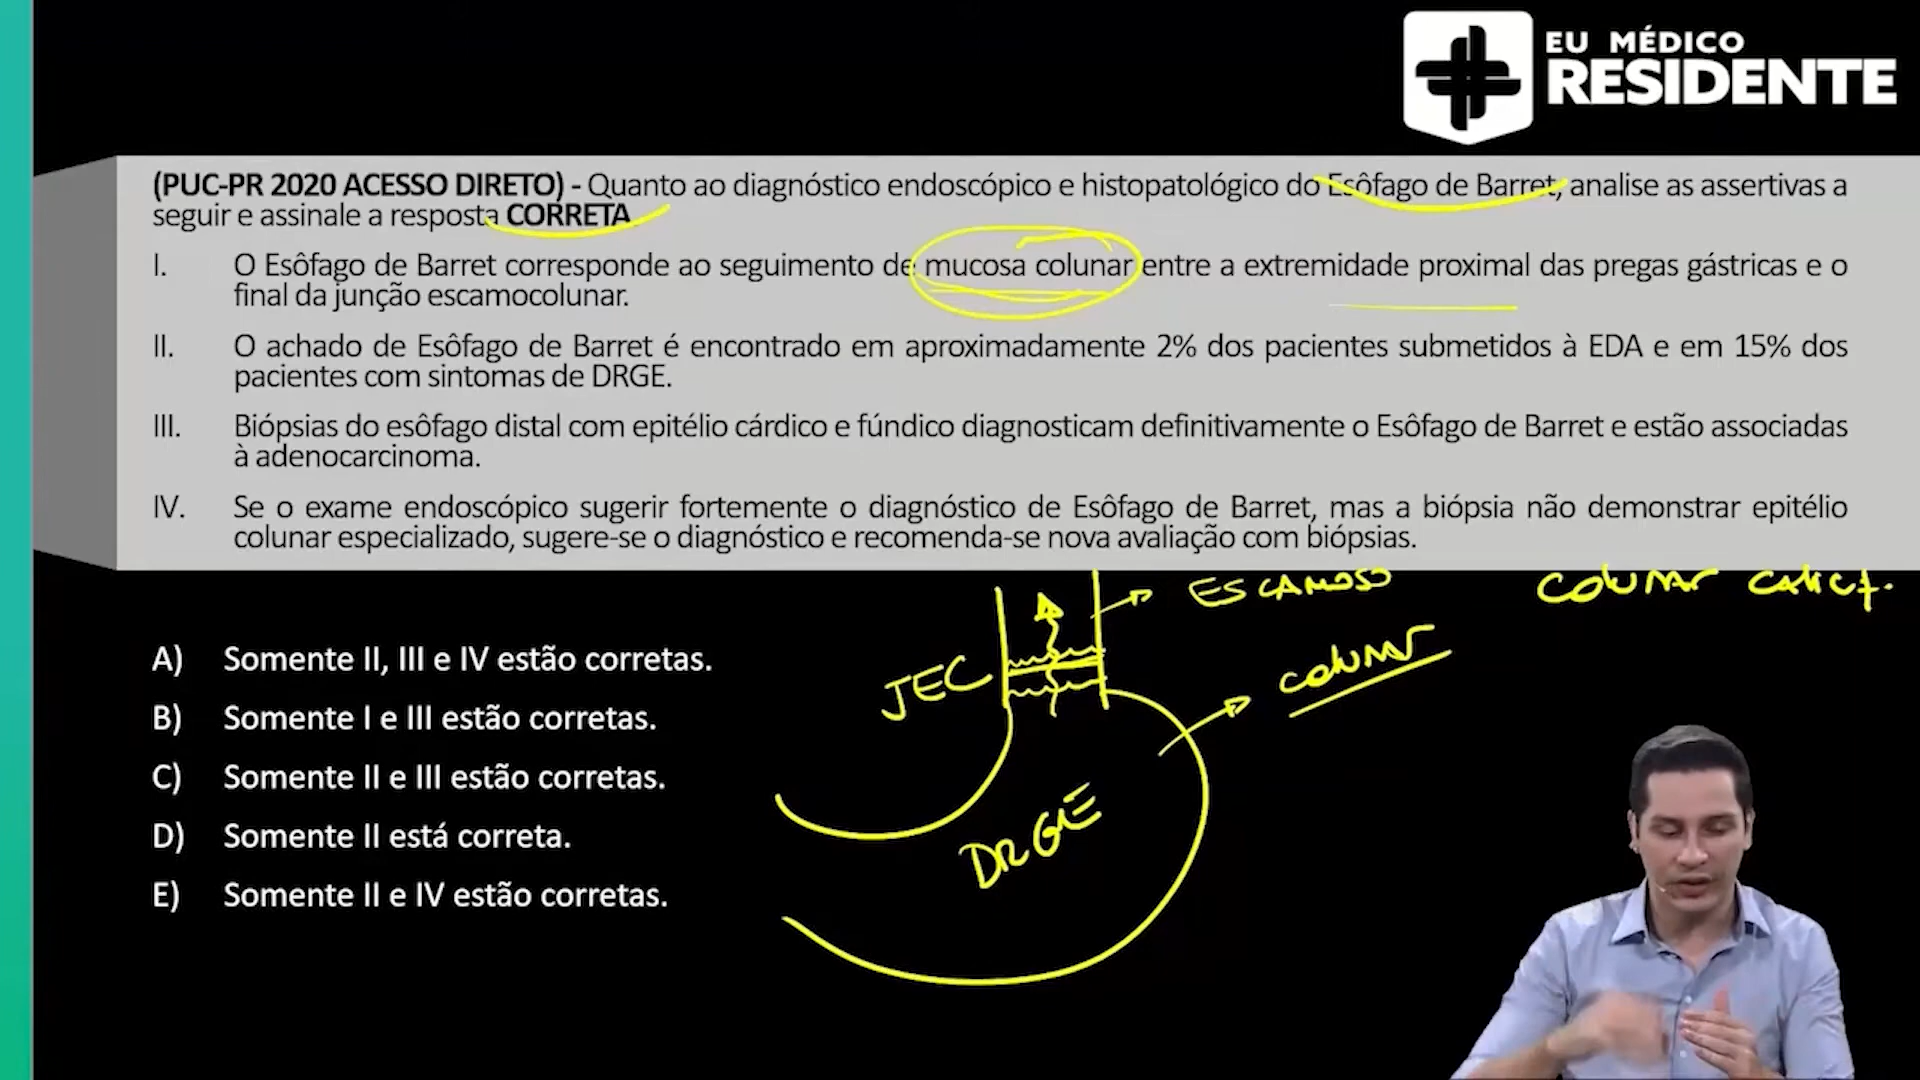 EU MÉDICO
RESIDENTE
(PUC-PR 2020 ACESSO DIRETO) - Quanto ao diagnóstico endoscópico e histopatológico do Esôfago de Barret, analise as assertivas a
seguir e assinale a resposta CORRETA
I. O Esôfago de Barret corresponde ao seguimento de mucosa colunar entre a extremidade proximal das pregas gástricas e o
final da junção escamocolunar.
II. O achado de Esôfago de Barret é encontrado em aproximadamente 2% dos pacientes submetidos à EDA e em 15% dos
pacientes com sintomas de DRGE.
III. Biópsias do esôfago distal com epitélio cárdico e fúndico diagnosticam definitivamente o Esôfago de Barret e estão associadas
à adenocarcinoma.
IV. Se o exame endoscópico sugerir fortemente o diagnóstico de Esôfago de Barret, mas a biópsia não demonstrar epitélio
colunar especializado, sugere-se o diagnóstico e recomenda-se nova avaliação com biópsias.
ESCAMOSO
COLUNAR CALICF.
JEC
COLUNAR
DRGE
A) Somente II, III e IV estão corretas.
B) Somente I e III estão corretas.
C) Somente II e III estão corretas.
D) Somente II está correta.
E) Somente II e IV estão corretas.